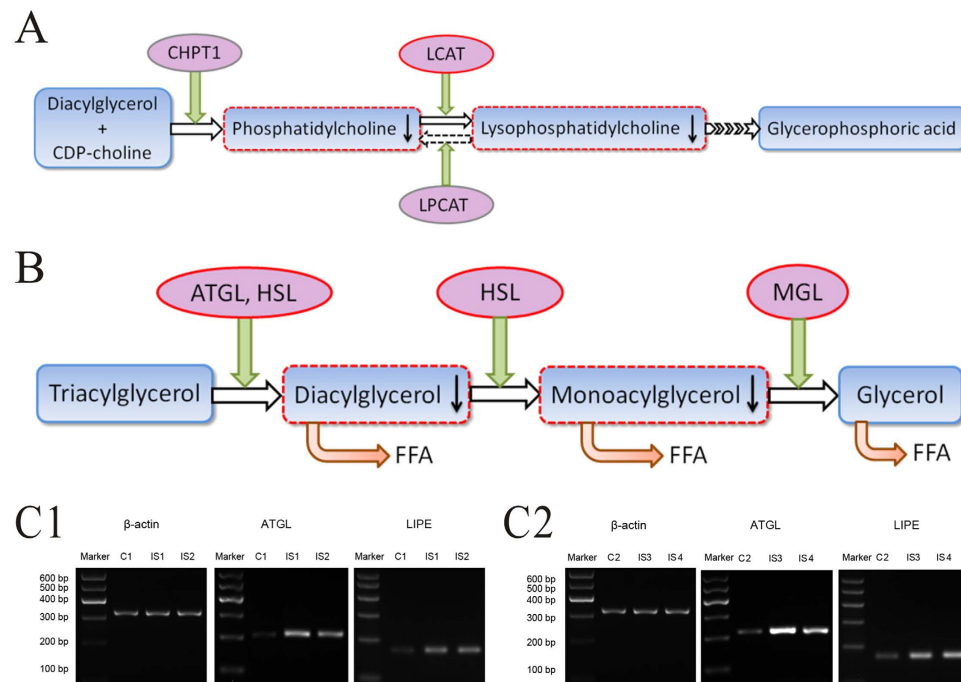 A
CHPT1
LCAT
Diacylglycerol
+
CDP-choline
Phosphatidylcholine
Lysophosphatidylcholine
Glycerophosphoric acid
LPCAT
B
ATGL, HSL
HSL
MGL
Triacylglycerol
Diacylglycerol
Monoacylglycerol
Glycerol
FFA
FFA
FFA
C1
β-actin
ATGL
LIPE
Marker C1 IS1 IS2
Marker C1 IS1 IS2
Marker C1 IS1 IS2
600 bp
500 bp
400 bp
300 bp
200 bp
100 bp
C2
β-actin
ATGL
LIPE
Marker C2 IS3 IS4
Marker C2 IS3 IS4
Marker C2 IS3 IS4
600 bp
500 bp
400 bp
300 bp
200 bp
100 bp